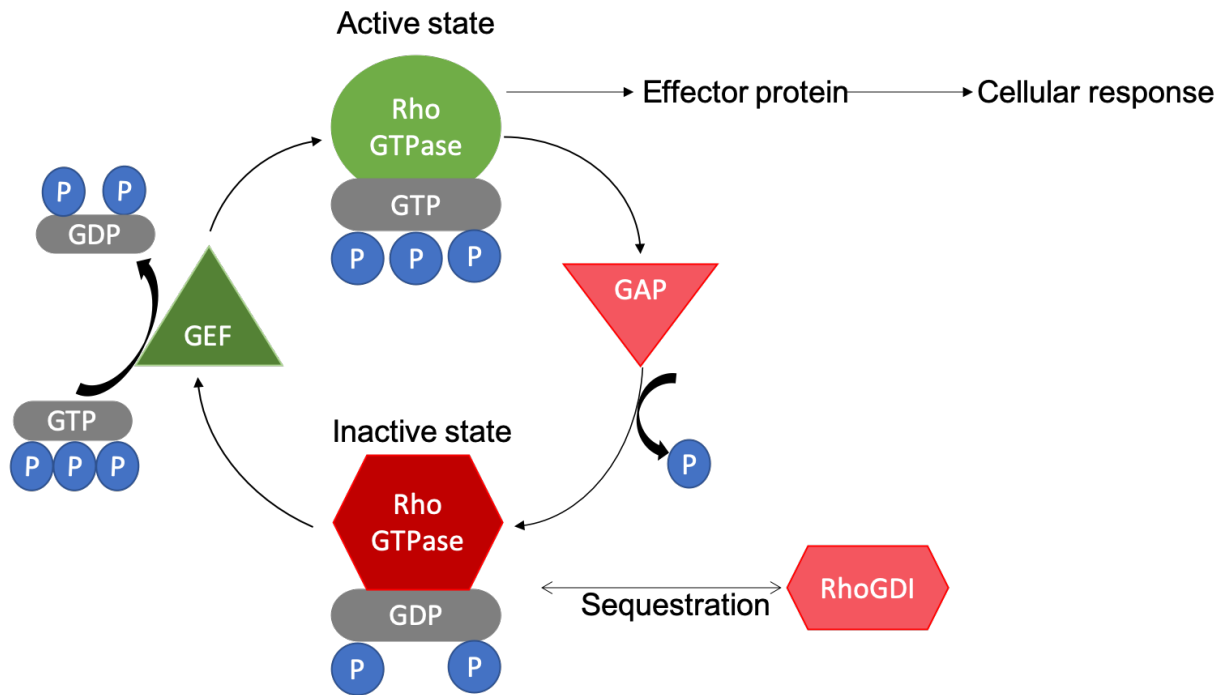 Active state
Rho
GTPase
Effector protein
Cellular response
GTP
P P P
P P
GDP
GAP
GEF
GTP
P P P
P
Inactive state
Rho
GTPase
GDP
P P
Sequestration
RhoGDI